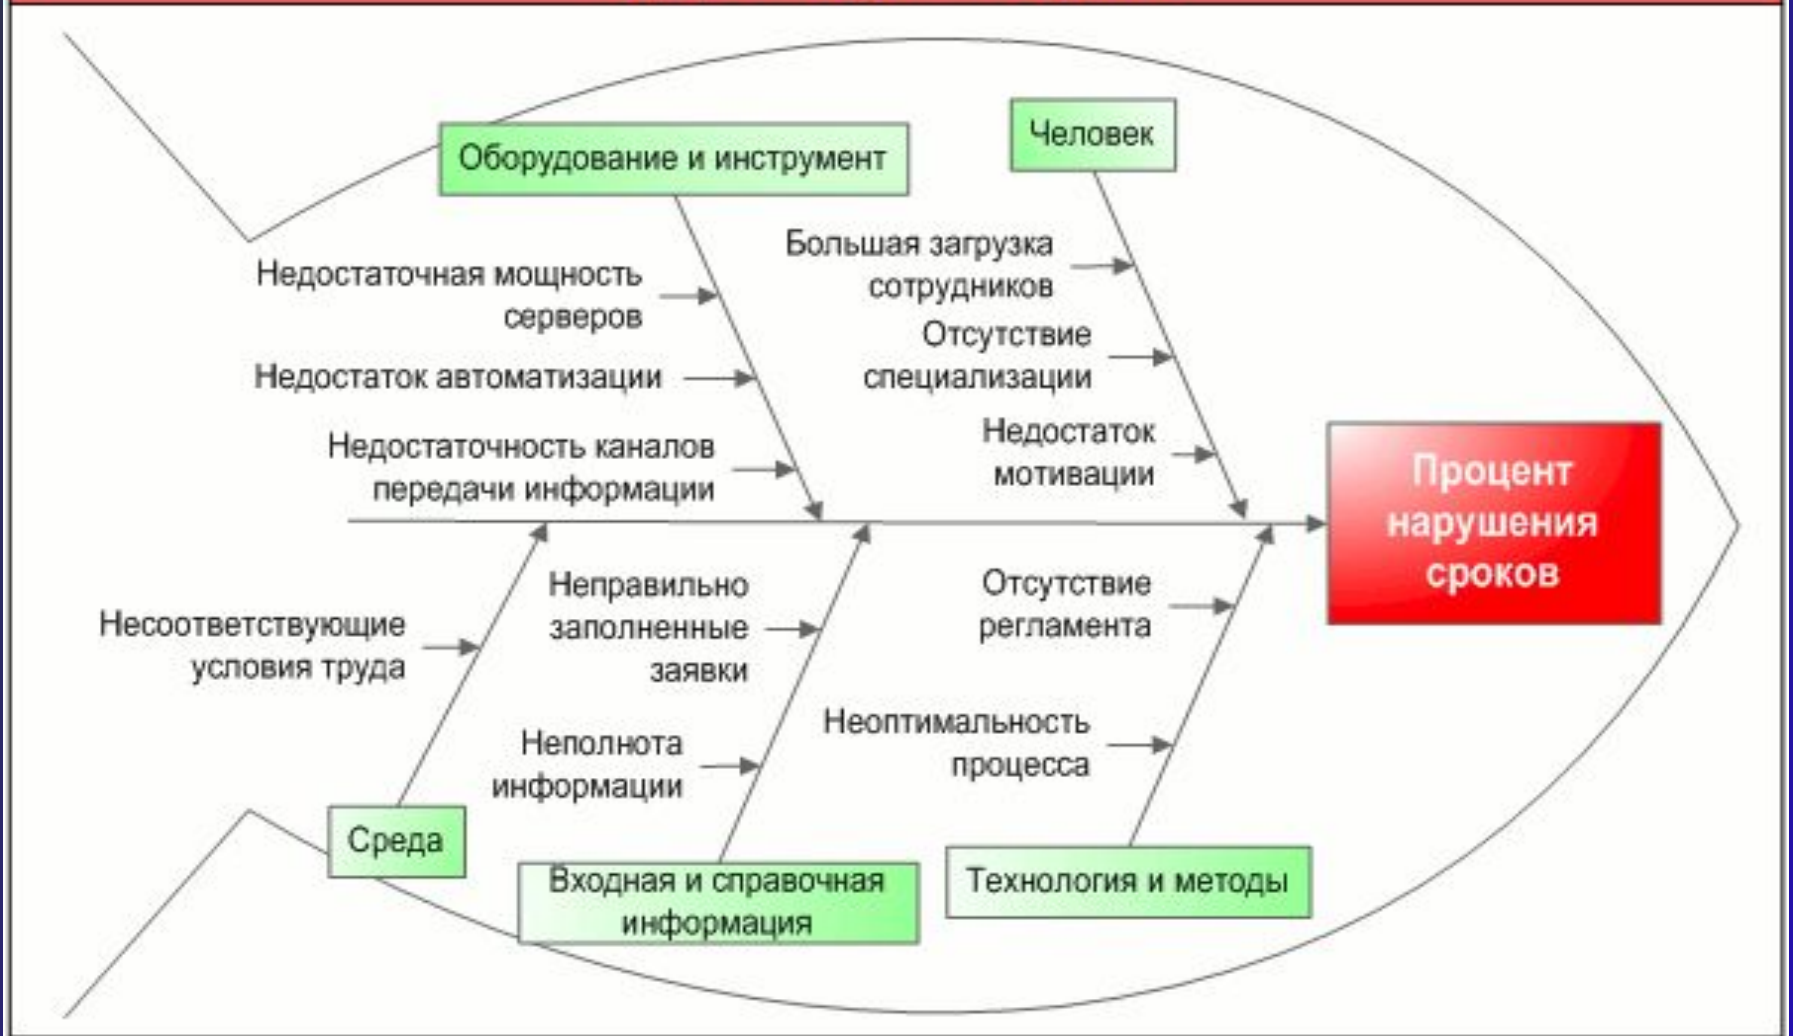 Оборудование и инструмент
Человек
Недостаточная мощность
серверов
Недостаток автоматизации
Недостаточность каналов
передачи информации
Большая загрузка
сотрудников
Отсутствие
специализации
Недостаток
мотивации
Процент
нарушения
сроков
Несоответствующие
условия труда
Неправильно
заполненные
заявки
Неполнота
информации
Отсутствие
регламента
Неоптимальность
процесса
Среда
Входная и справочная
информация
Технология и методы